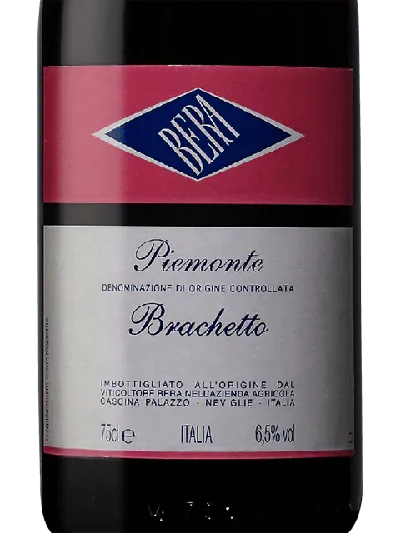 BERA
Piemonte
DENOMINAZIONE DI ORIGINE CONTROLLATA
Brachetto
IMBOTTIGLIATO ALL'ORIGINE DAL
VITICOLTORE BERA NELL'AZIENDA AGRICOLA
CASCINA PALAZZO - NEVIGLIE - ITALIA
75cl e ITALIA 6,5% vol